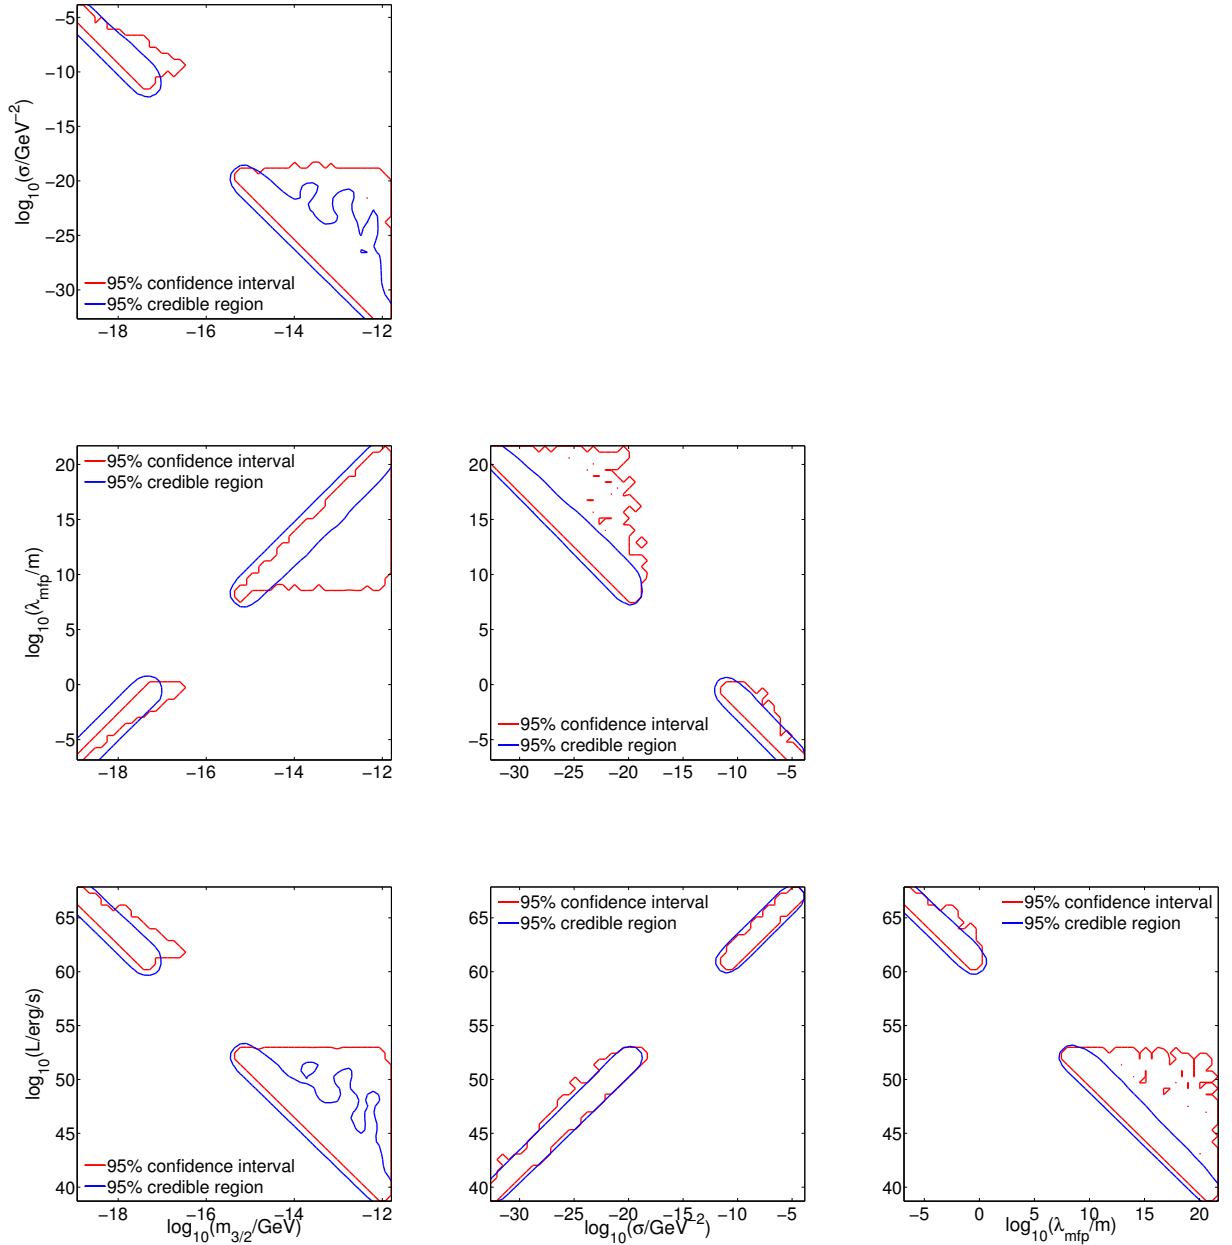 −5
−10
−15
−20
−25
−30
log₁₀(σ/GeV⁻²)
95% confidence interval
95% credible region
−18 −16 −14 −12
20
15
10
5
0
−5
log₁₀(λmfp/m)
95% confidence interval
95% credible region
−18 −16 −14 −12
20
15
10
5
0
−5
95% confidence interval
95% credible region
−30 −25 −20 −15 −10 −5
65
60
55
50
45
40
log₁₀(L/erg/s)
95% confidence interval
95% credible region
−18 −16 −14 −12
log₁₀(m₃/₂/GeV)
65
60
55
50
45
40
95% confidence interval
95% credible region
−30 −25 −20 −15 −10 −5
log₁₀(σ/GeV⁻²)
65
60
55
50
45
40
95% confidence interval
95% credible region
−5 0 5 10 15 20
log₁₀(λmfp/m)